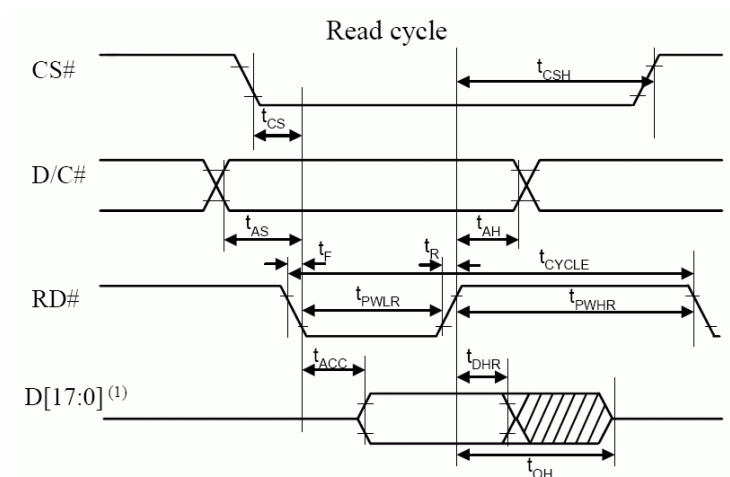 Read cycle
CS#
tCSH
tCS
D/C#
tAS
tF
tR
tAH
tCYCLE
RD#
tPWLR
tPWHR
tACC
tDHR
D[17:0] (1)
tOH